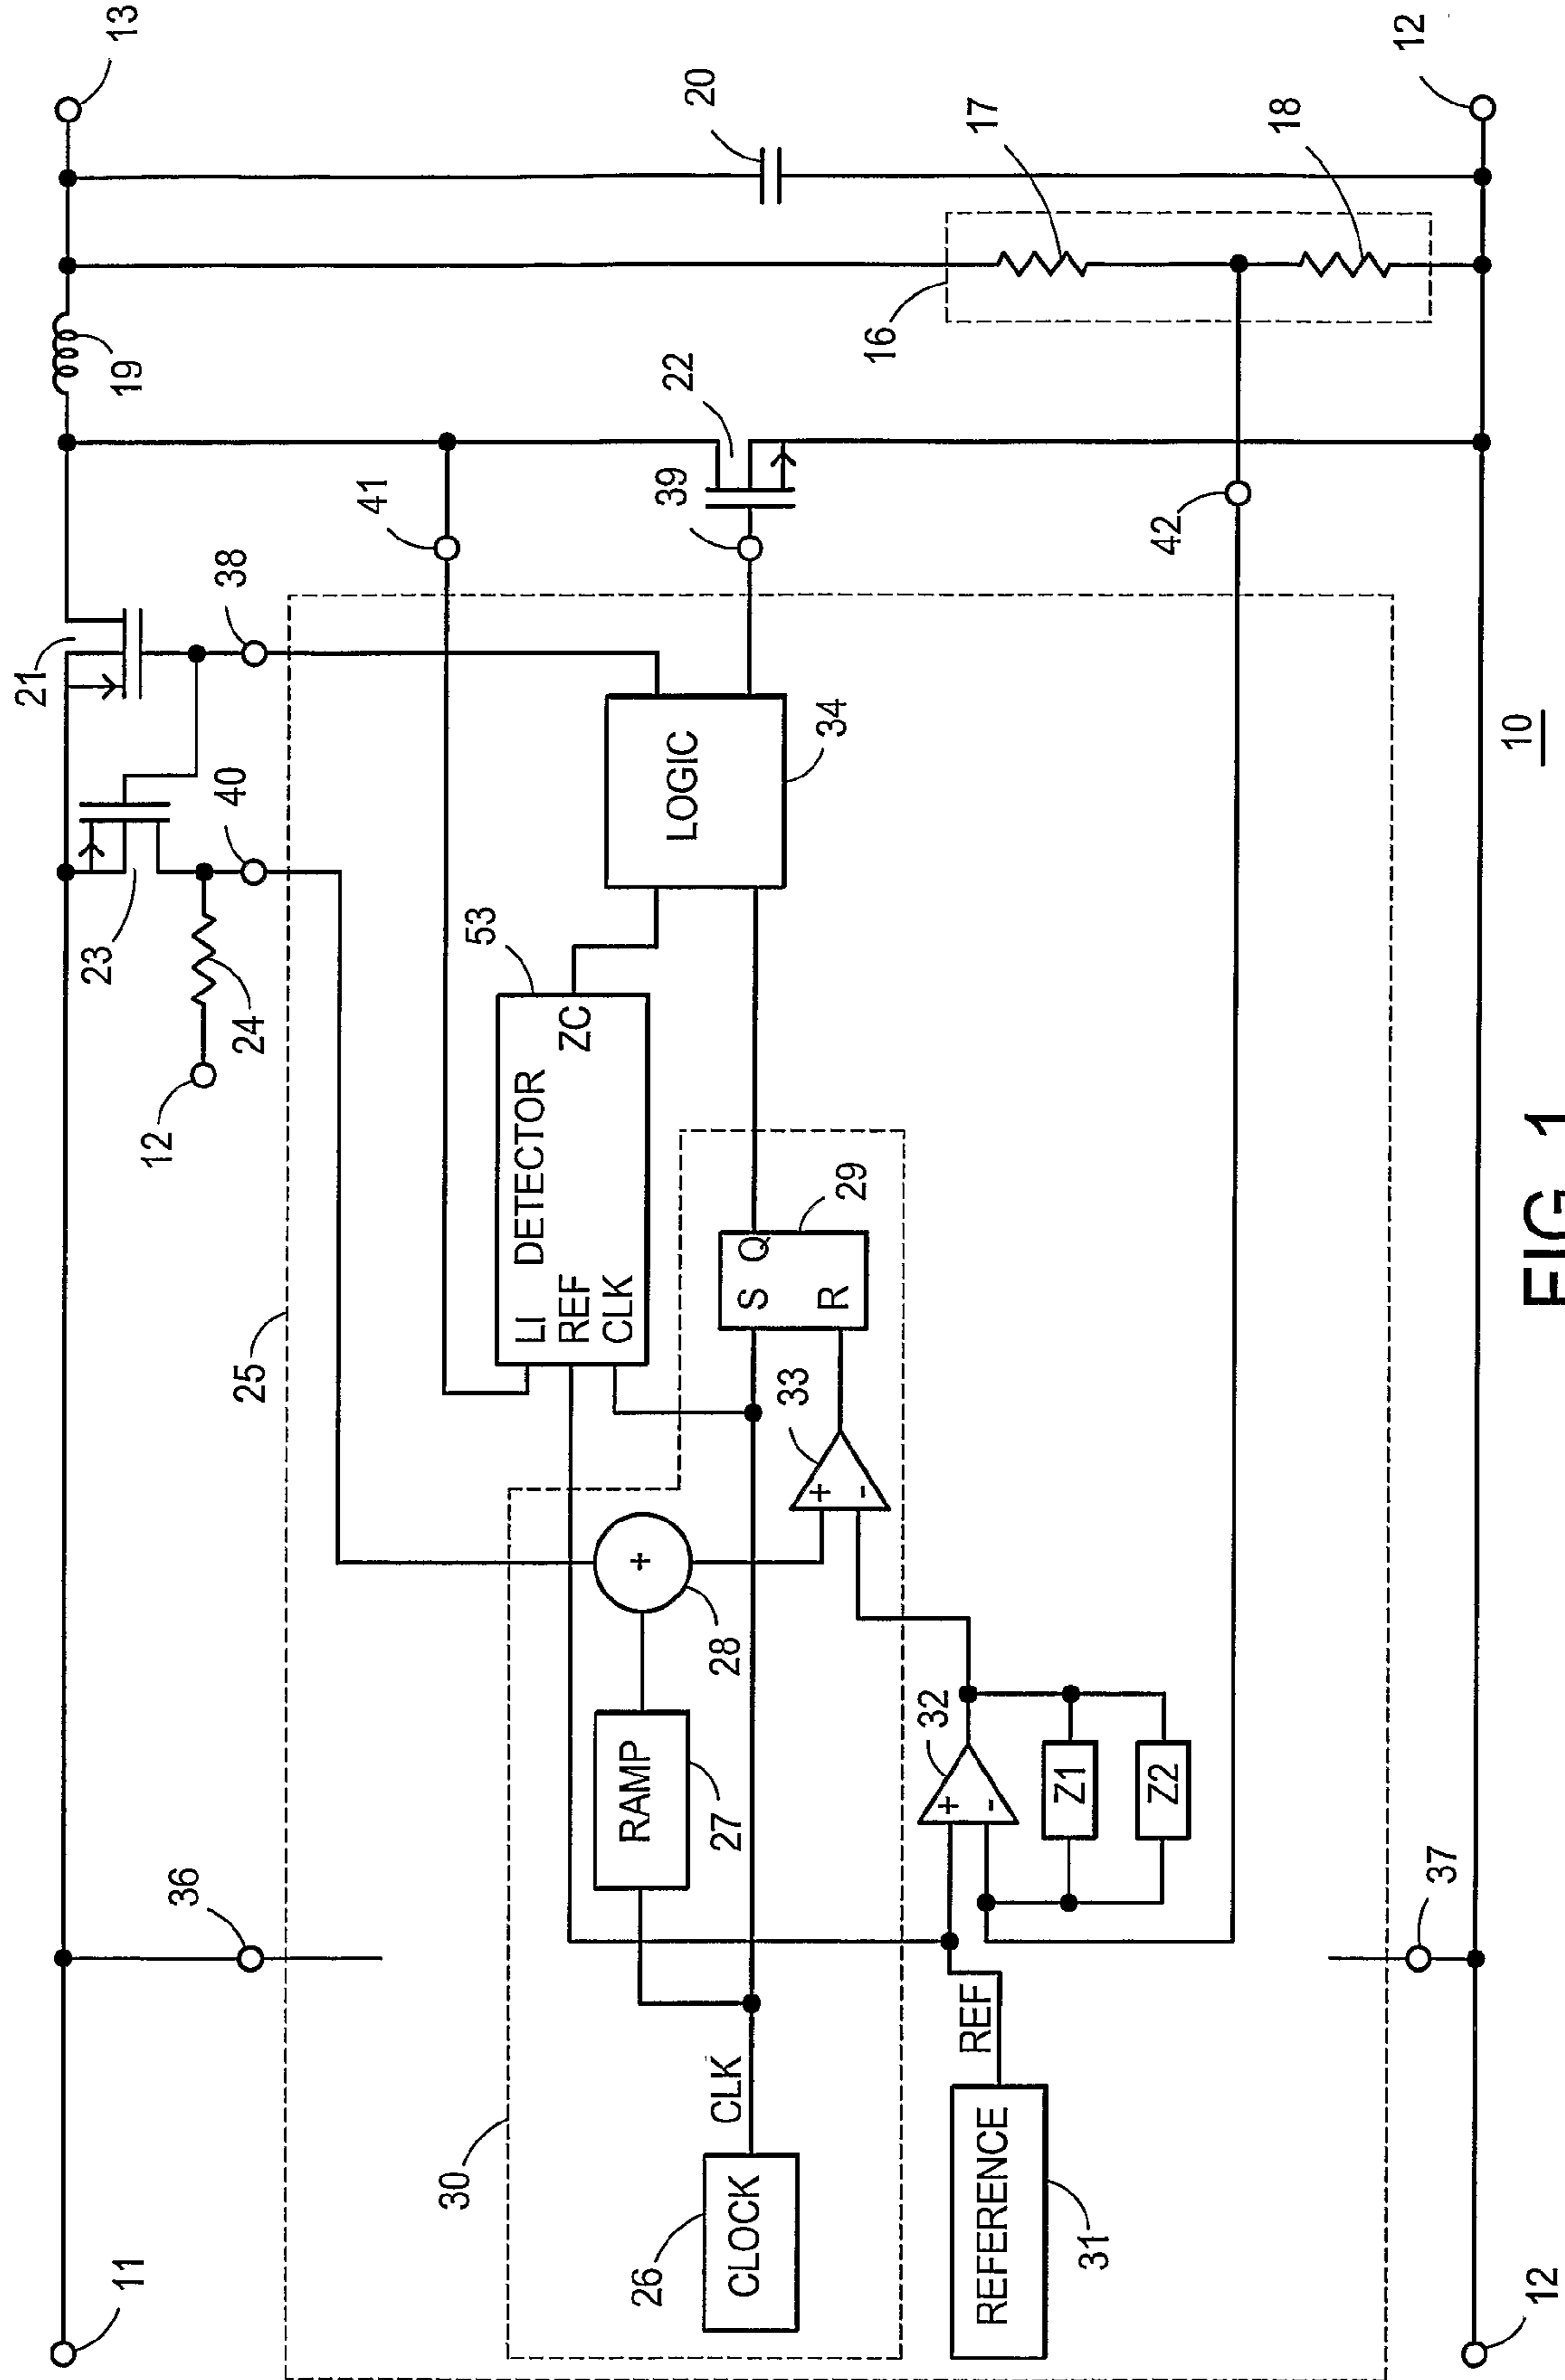 11
36
25
12
24
23
40
21
38
41
19
13
20
17
18
16
22
39
42
53
LI DETECTOR
REF
CLK
ZC
LOGIC
34
30
RAMP
27
+
28
33
+
-
S Q
R
29
26
CLOCK
CLK
REFERENCE
31
REF
32
+
-
Z1
Z2
37
12
12
10
FIG. 1